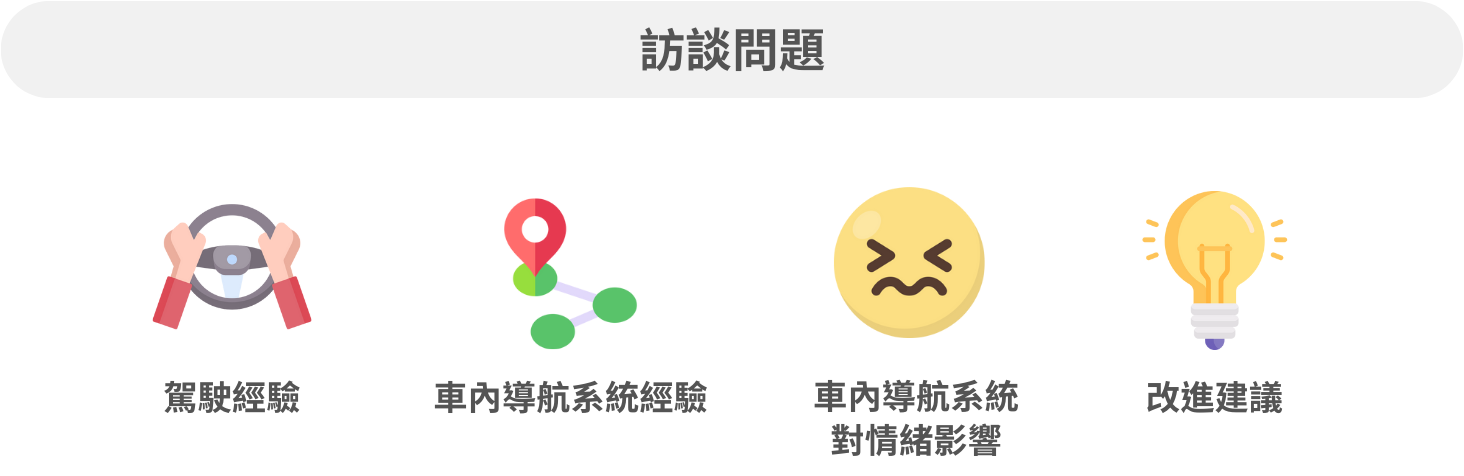 訪談問題
駕駛經驗
車內導航系統經驗
車內導航系統
對情緒影響
改進建議